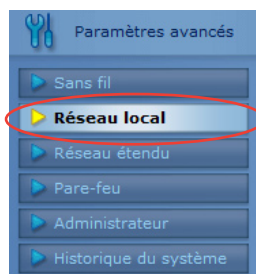 Paramètres avancés
Sans fil
Réseau local
Réseau étendu
Pare-feu
Administrateur
Historique du système